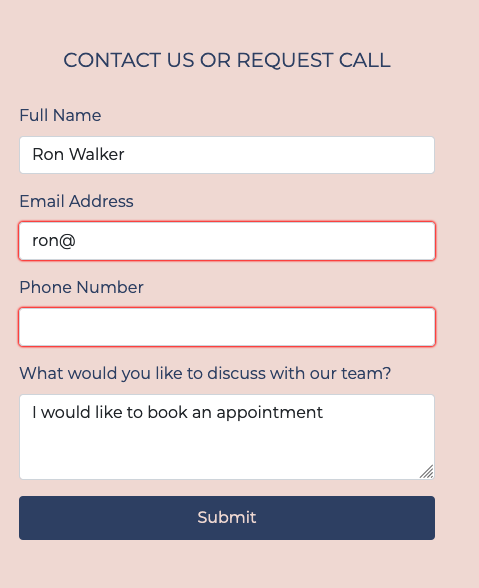 CONTACT US OR REQUEST CALL
Full Name
Ron Walker
Email Address
ron@
Phone Number
What would you like to discuss with our team?
I would like to book an appointment
Submit